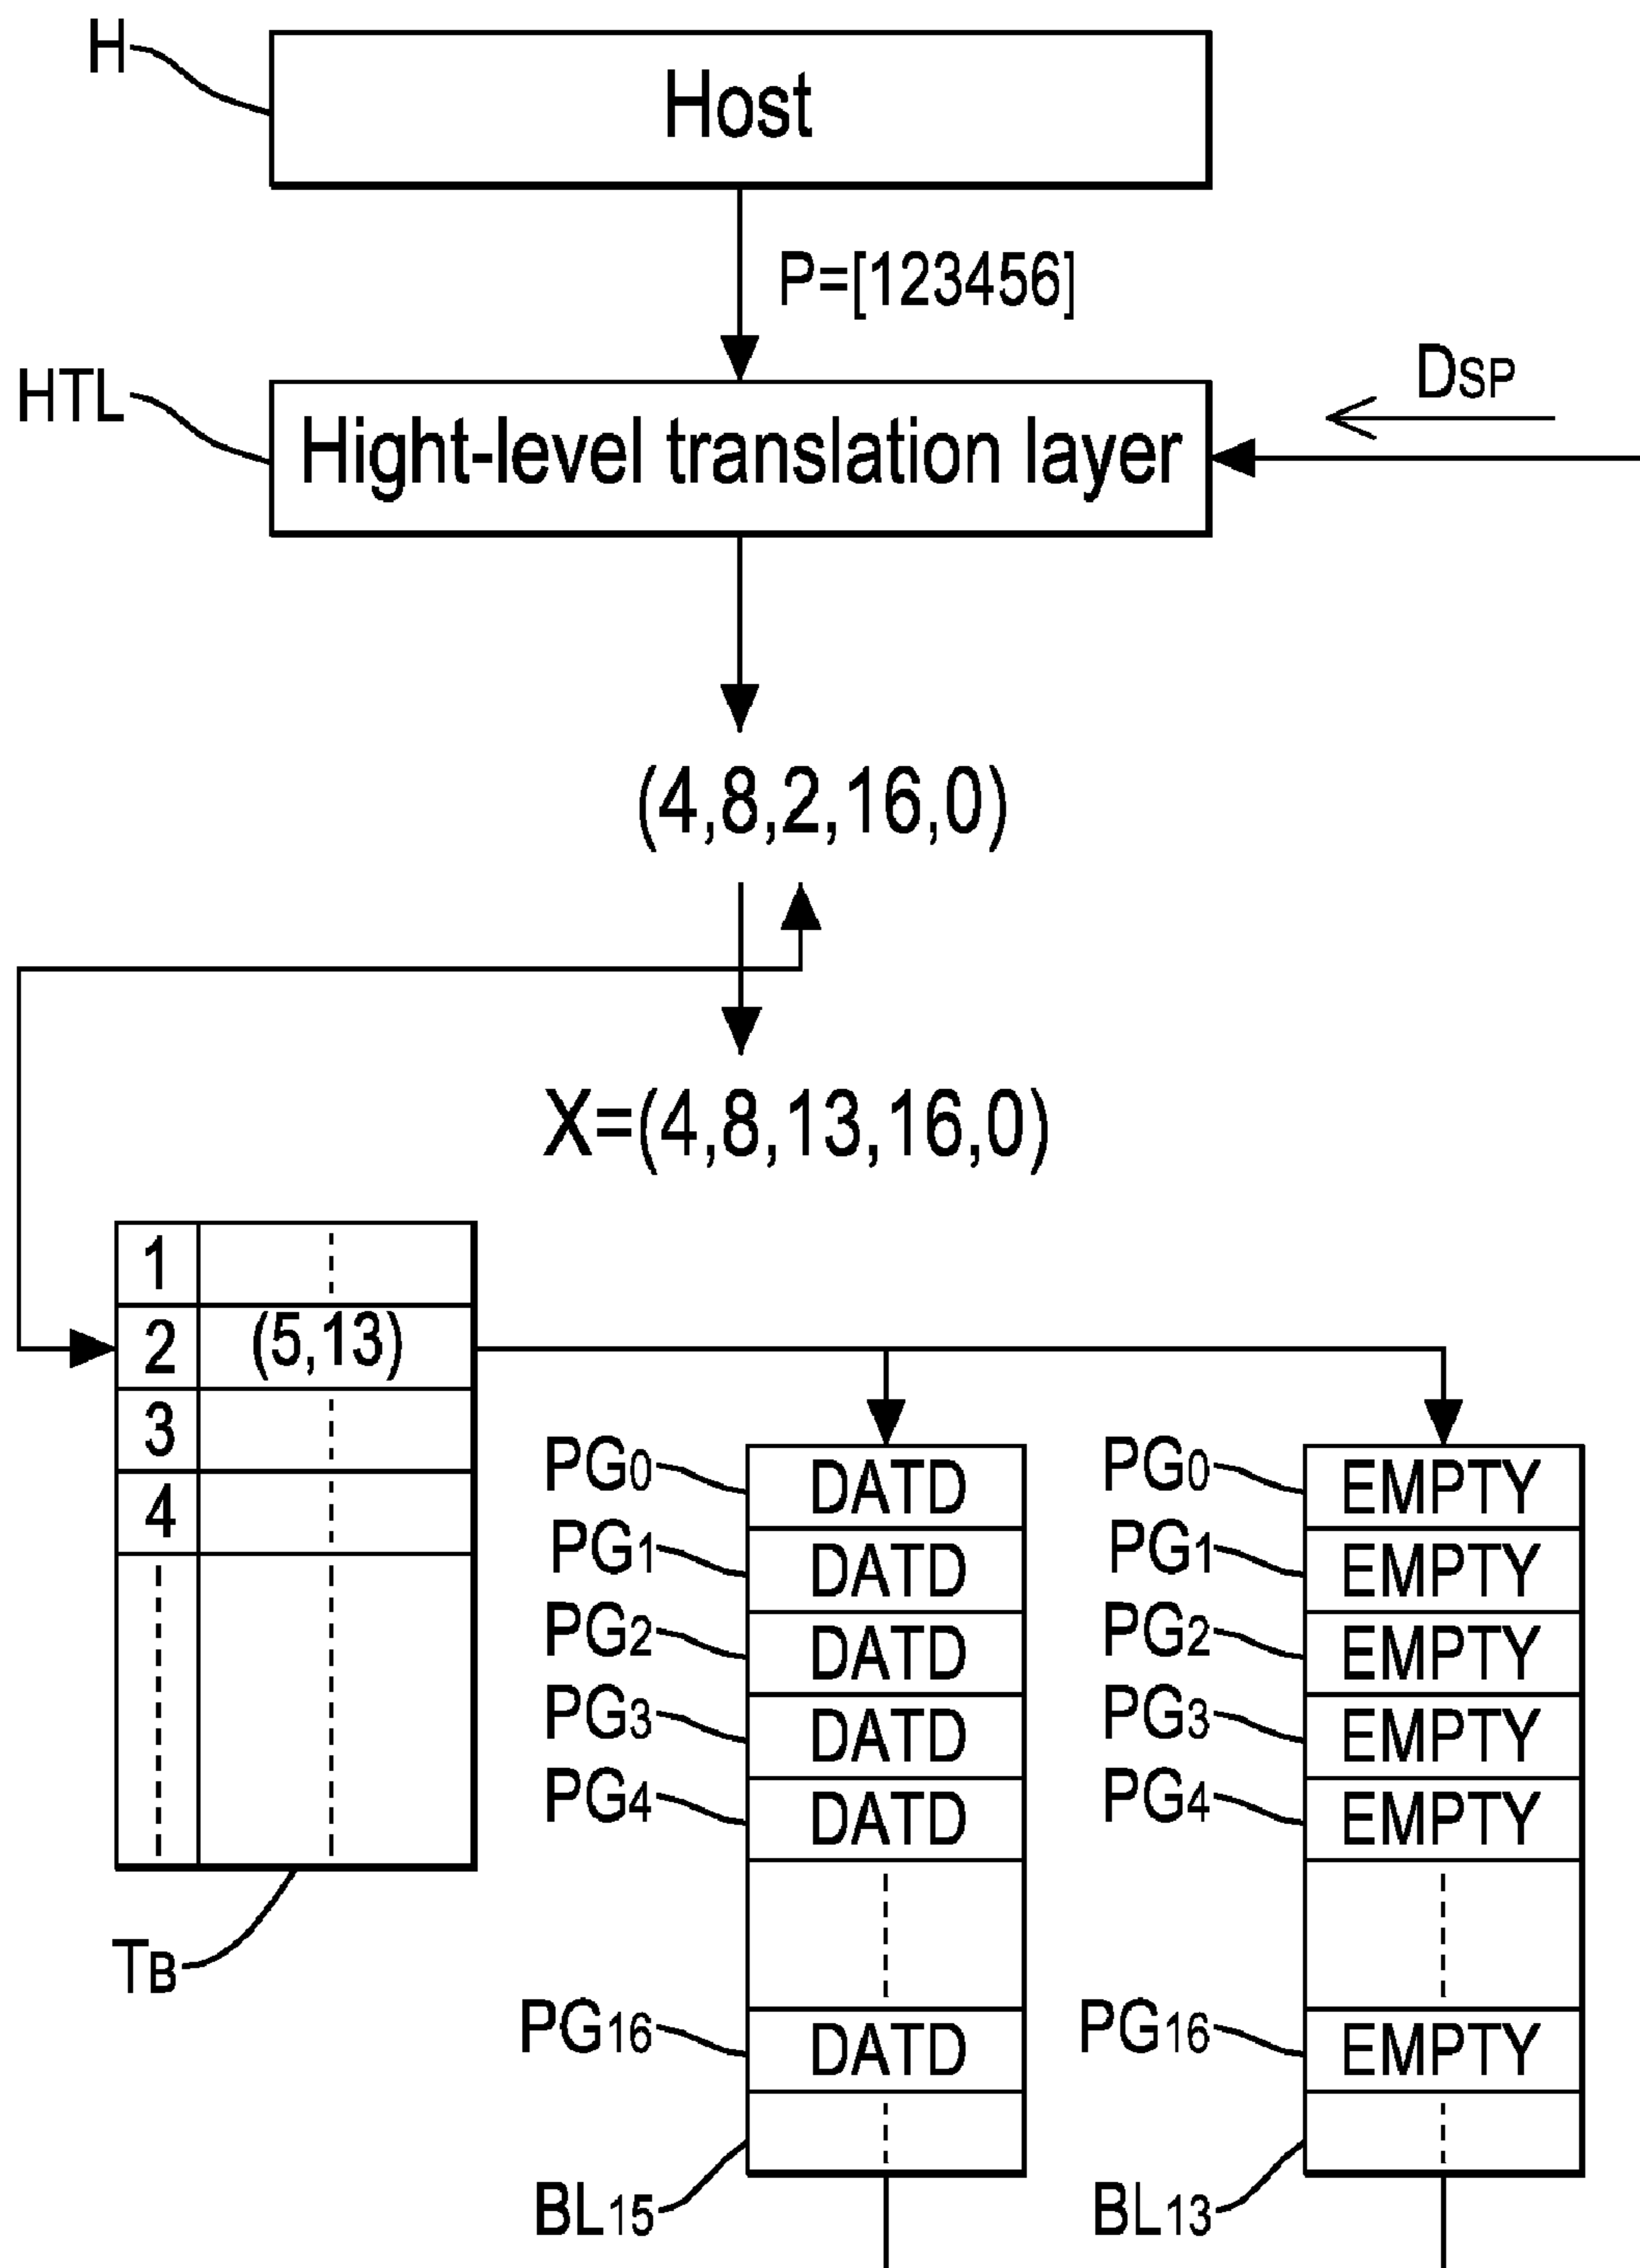 H
Host
P=[123456]
HTL
Hight-level translation layer
DSP
(4,8,2,16,0)
X=(4,8,13,16,0)
1
2 (5,13)
3
4
TB
PG0 DATD PG0 EMPTY
PG1 DATD PG1 EMPTY
PG2 DATD PG2 EMPTY
PG3 DATD PG3 EMPTY
PG4 DATD PG4 EMPTY
PG16 DATD PG16 EMPTY
BL15 BL13